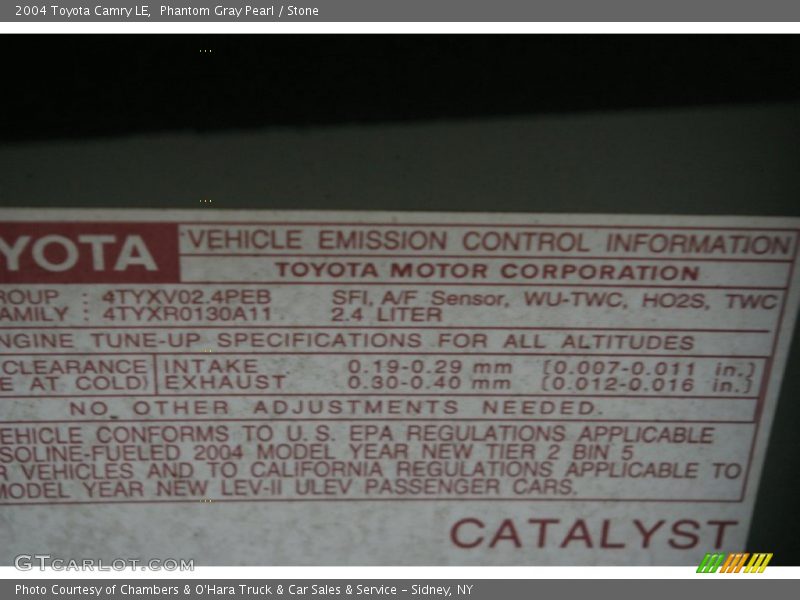 2004 Toyota Camry LE, Phantom Gray Pearl / Stone
YOTA
VEHICLE EMISSION CONTROL INFORMATION
TOYOTA MOTOR CORPORATION
ROUP : 4TYXV02.4PEB SFI, A/F Sensor, WU-TWC, HO2S, TWC
AMILY : 4TYXR0130A11 2.4 LITER
NGINE TUNE-UP SPECIFICATIONS FOR ALL ALTITUDES
CLEARANCE INTAKE 0.19-0.29 mm [0.007-0.011 in.]
E AT COLD) EXHAUST 0.30-0.40 mm [0.012-0.016 in.]
NO OTHER ADJUSTMENTS NEEDED.
EHICLE CONFORMS TO U.S. EPA REGULATIONS APPLICABLE
SOLINE-FUELED 2004 MODEL YEAR NEW TIER 2 BIN 5
R VEHICLES AND TO CALIFORNIA REGULATIONS APPLICABLE TO
MODEL YEAR NEW LEV-II ULEV PASSENGER CARS.
CATALYST
GTCARLOT.COM
Photo Courtesy of Chambers & O'Hara Truck & Car Sales & Service - Sidney, NY